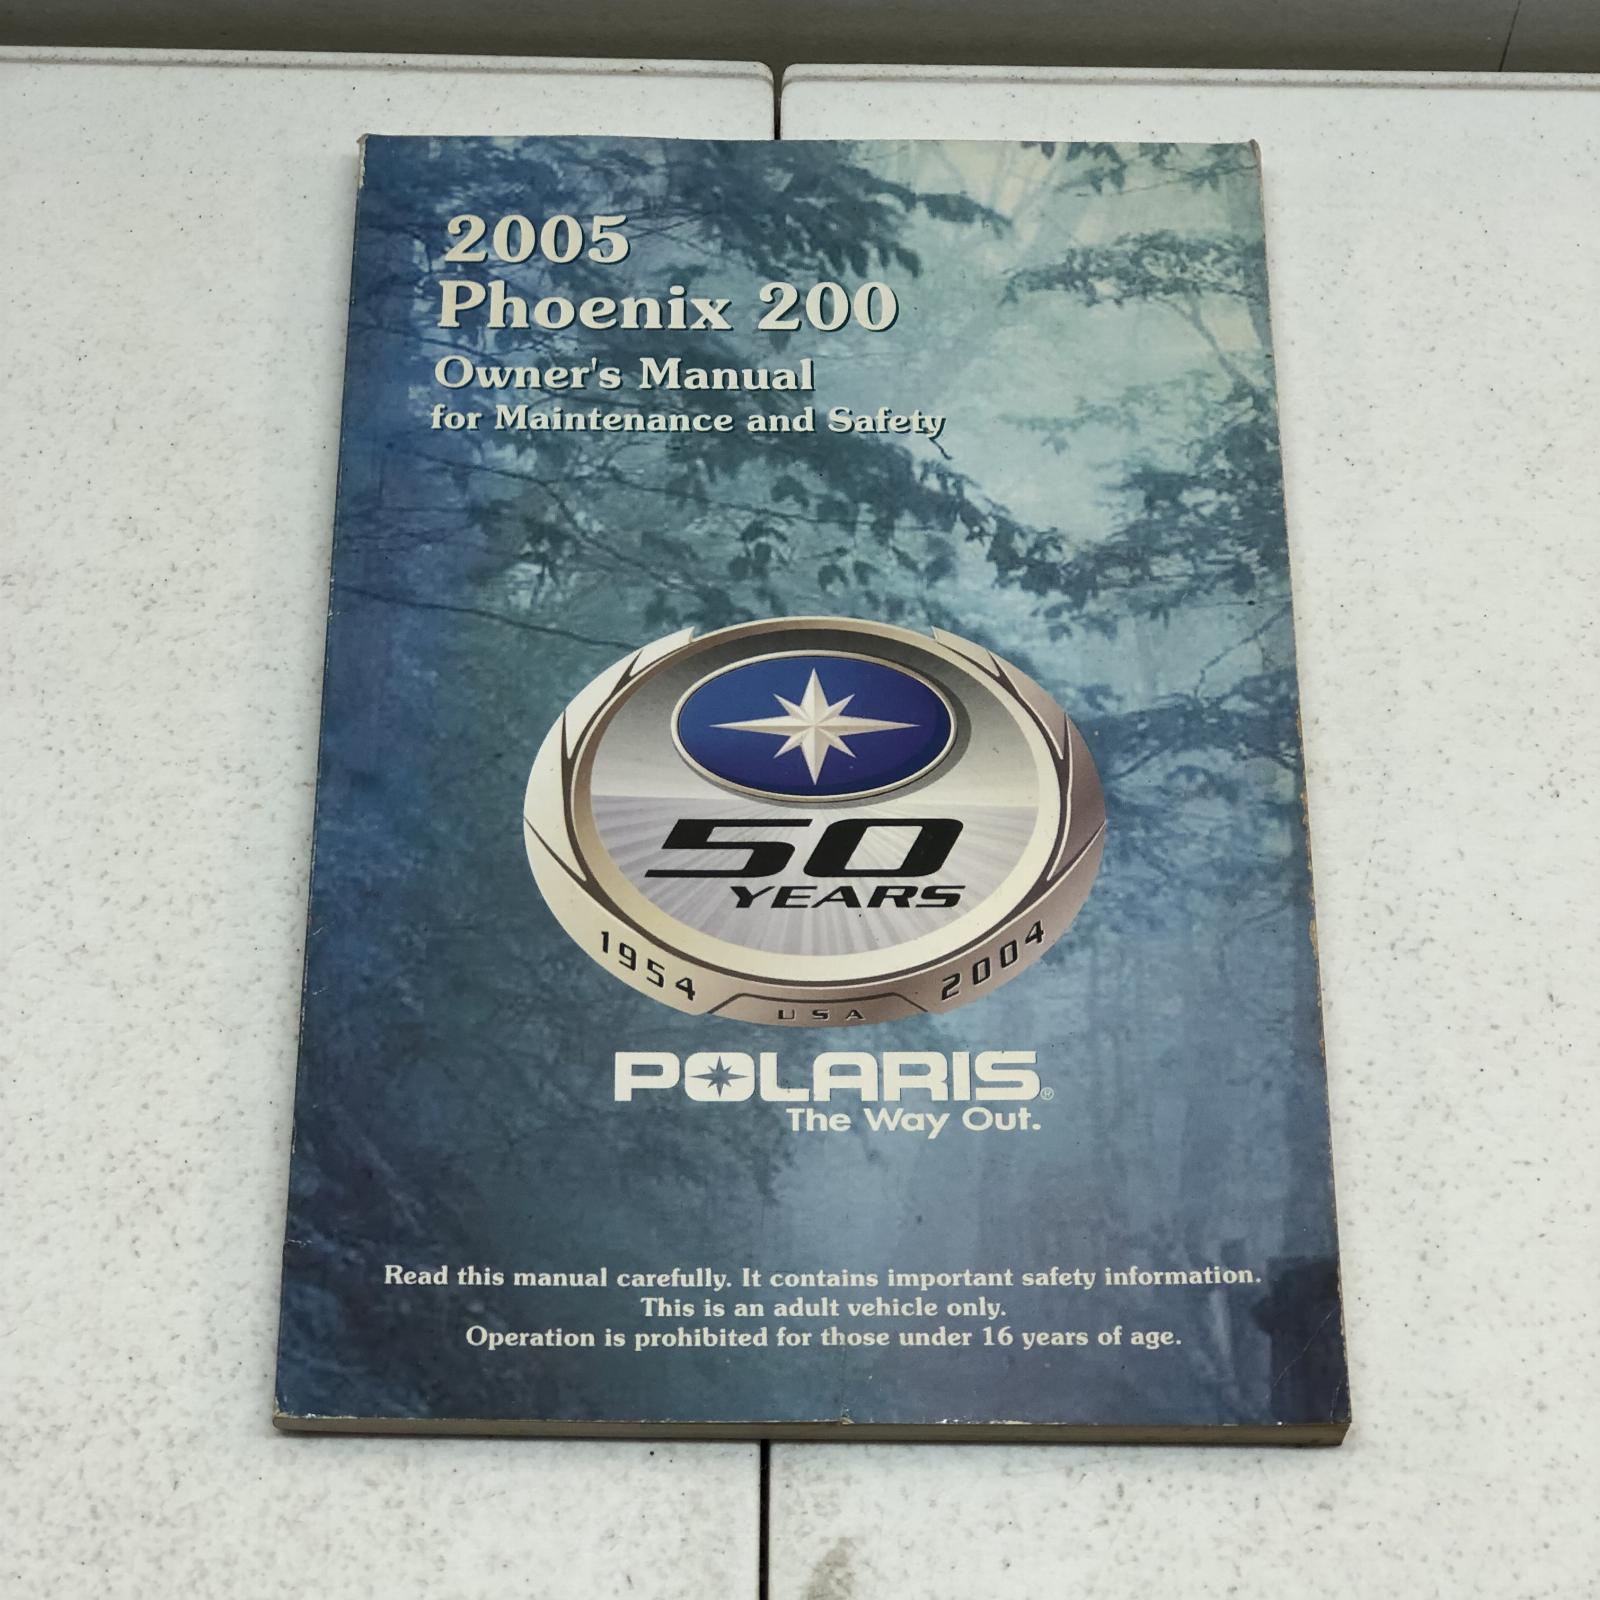 2005
Phoenix 200
Owner's Manual
for Maintenance and Safety
50
YEARS
1954
USA
2004
POLARIS®
The Way Out.
Read this manual carefully. It contains important safety information.
This is an adult vehicle only.
Operation is prohibited for those under 16 years of age.